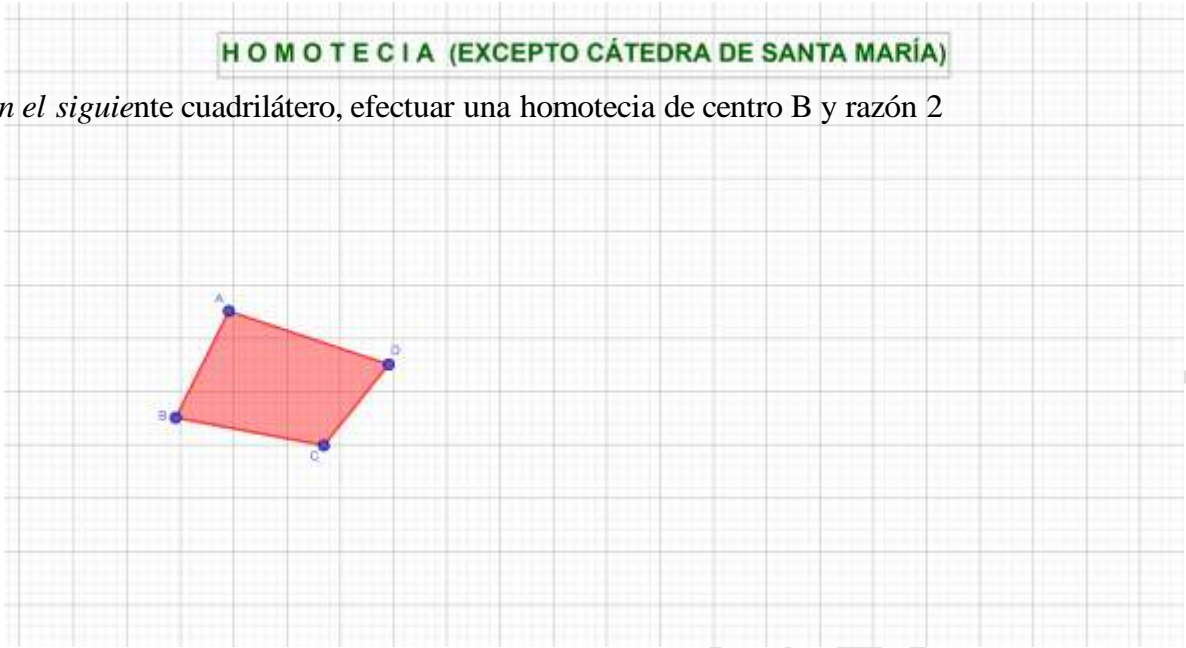 H O M O T E C I A (EXCEPTO CÁTEDRA DE SANTA MARÍA)
n el siguiente cuadrilátero, efectuar una homotecia de centro B y razón 2
A
D
B
C